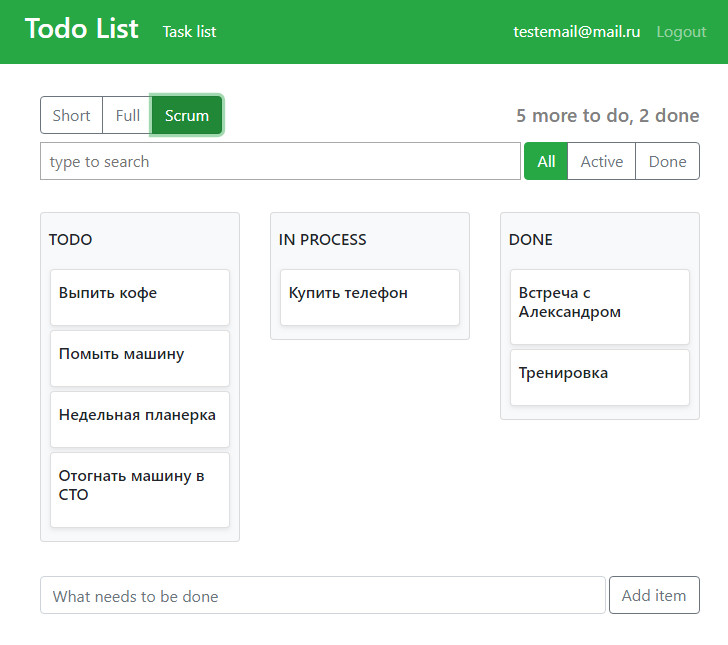 Todo List Task list testemail@mail.ru Logout
Short Full Scrum 5 more to do, 2 done
type to search All Active Done
TODO
Выпить кофе
Помыть машину
Недельная планерка
Отогнать машину в
СТО
IN PROCESS
Купить телефон
DONE
Встреча с
Александром
Тренировка
What needs to be done Add item